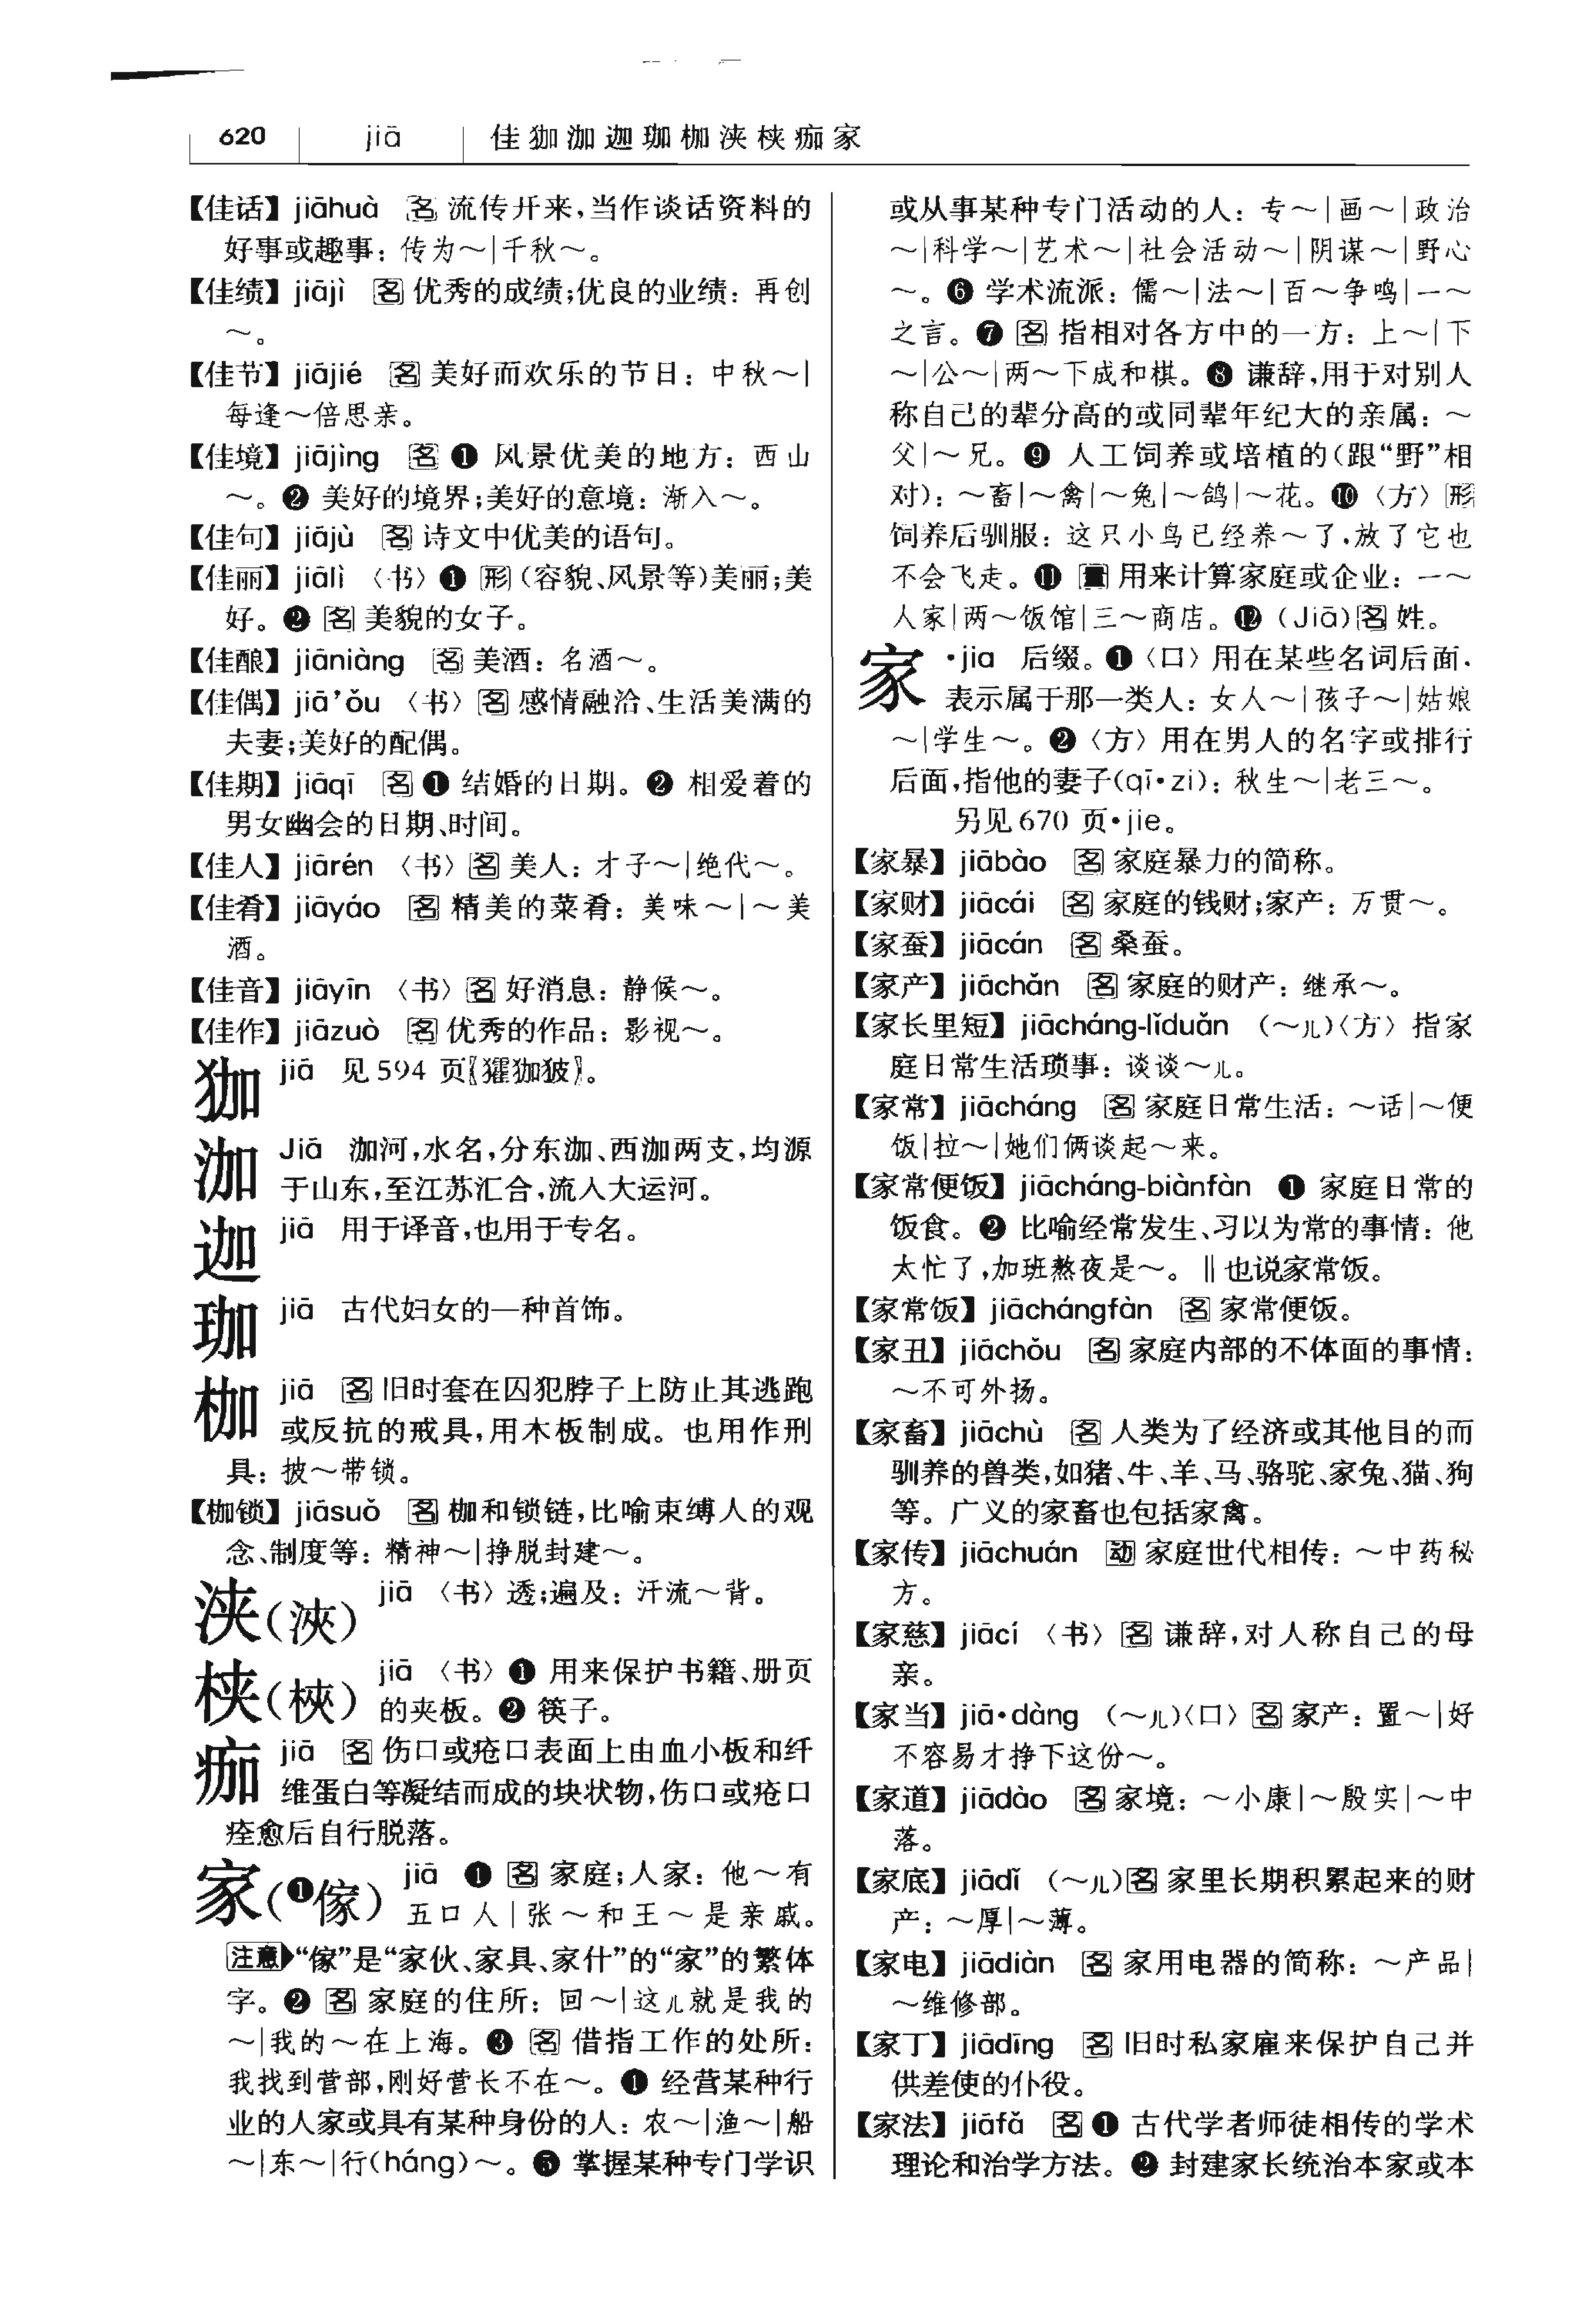 620 jiā 佳㹢泇迦珈枷浃梜痂家
【佳话】 jiāhuà 名 流传开来,当作谈话资料的
好事或趣事：传为～|千秋～。
【佳绩】 jiājì 名 优秀的成绩;优良的业绩：再创
～。
【佳节】 jiājié 名 美好而欢乐的节日：中秋～|
每逢～倍思亲。
【佳境】 jiājìng 名 ❶ 风景优美的地方：西山
～。❷ 美好的境界;美好的意境：渐入～。
【佳句】 jiājù 名 诗文中优美的语句。
【佳丽】 jiālì 〈书〉❶ 形 (容貌、风景等)美丽;美
好。❷ 名 美貌的女子。
【佳酿】 jiāniàng 名 美酒：名酒～。
【佳偶】 jiā'ǒu 〈书〉名 感情融洽、生活美满的
夫妻;美好的配偶。
【佳期】 jiāqī 名 ❶ 结婚的日期。❷ 相爱着的
男女幽会的日期、时间。
【佳人】 jiārén 〈书〉名 美人：才子～|绝代～。
【佳肴】 jiāyáo 名 精美的菜肴：美味～|～美
酒。
【佳音】 jiāyīn 〈书〉名 好消息：静候～。
【佳作】 jiāzuò 名 优秀的作品：影视～。
㹢 jiā 见 594 页〖㺢㹢狓〗。
泇 Jiā 泇河,水名,分东泇、西泇两支,均源
于山东,至江苏汇合,流入大运河。
迦 jiā 用于译音,也用于专名。
珈 jiā 古代妇女的一种首饰。
枷 jiā 名 旧时套在囚犯脖子上防止其逃跑
或反抗的戒具,用木板制成。也用作刑
具：披～带锁。
【枷锁】 jiāsuǒ 名 枷和锁链,比喻束缚人的观
念、制度等：精神～|挣脱封建～。
浃(浹) jiā 〈书〉透;遍及：汗流～背。
梜(梜) jiā 〈书〉❶ 用来保护书籍、册页
的夹板。❷ 筷子。
痂 jiā 名 伤口或疮口表面上由血小板和纤
维蛋白等凝结而成的块状物,伤口或疮口
痊愈后自行脱落。
家(❶傢) jiā ❶ 名 家庭;人家：他～有
五口人|张～和王～是亲戚。
注意▶“傢”是“家伙、家具、家什”的“家”的繁体
字。❷ 名 家庭的住所：回～|这儿就是我的
～|我的～在上海。❸ 名 借指工作的处所：
我找到营部,刚好营长不在～。❹ 经营某种行
业的人家或具有某种身份的人：农～|渔～|船
～|东～|行(háng)～。❺ 掌握某种专门学识
或从事某种专门活动的人：专～|画～|政治
～|科学～|艺术～|社会活动～|阴谋～|野心
～。❻ 学术流派：儒～|法～|百～争鸣|一～
之言。❼ 名 指相对各方中的一方：上～|下
～|公～|两～下成和棋。❽ 谦辞,用于对别人
称自己的辈分高的或同辈年纪大的亲属：～
父|～兄。❾ 人工饲养或培植的(跟“野”相
对)：～畜|～禽|～兔|～鸽|～花。❿〈方〉形
饲养后驯服：这只小鸟已经养～了,放了它也
不会飞走。⓫ 量 用来计算家庭或企业：一～
人家|两～饭馆|三～商店。⓬ (Jiā)名 姓。
家 ·jia 后缀。❶〈口〉用在某些名词后面,
表示属于那一类人：女人～|孩子～|姑娘
～|学生～。❷〈方〉用在男人的名字或排行
后面,指他的妻子(qī·zi)：秋生～|老三～。
另见 670 页·jie。
【家暴】 jiābào 名 家庭暴力的简称。
【家财】 jiācái 名 家庭的钱财;家产：万贯～。
【家蚕】 jiācán 名 桑蚕。
【家产】 jiāchǎn 名 家庭的财产：继承～。
【家长里短】 jiācháng-lǐduǎn (～儿)〈方〉指家
庭日常生活琐事：谈谈～儿。
【家常】 jiācháng 名 家庭日常生活：～话|～便
饭|拉～|她们俩谈起～来。
【家常便饭】 jiācháng-biànfàn ❶ 家庭日常的
饭食。❷ 比喻经常发生、习以为常的事情：他
太忙了,加班熬夜是～。‖也说家常饭。
【家常饭】 jiāchángfàn 名 家常便饭。
【家丑】 jiāchǒu 名 家庭内部的不体面的事情：
～不可外扬。
【家畜】 jiāchù 名 人类为了经济或其他目的而
驯养的兽类,如猪、牛、羊、马、骆驼、家兔、猫、狗
等。广义的家畜也包括家禽。
【家传】 jiāchuán 动 家庭世代相传：～中药秘
方。
【家慈】 jiācí 〈书〉名 谦辞,对人称自己的母
亲。
【家当】 jiā·dàng (～儿)〈口〉名 家产：置～|好
不容易才挣下这份～。
【家道】 jiādào 名 家境：～小康|～殷实|～中
落。
【家底】 jiādǐ (～儿)名 家里长期积累起来的财
产：～厚|～薄。
【家电】 jiādiàn 名 家用电器的简称：～产品|
～维修部。
【家丁】 jiādīng 名 旧时私家雇来保护自己并
供差使的仆役。
【家法】 jiāfǎ 名 ❶ 古代学者师徒相传的学术
理论和治学方法。❷ 封建家长统治本家或本